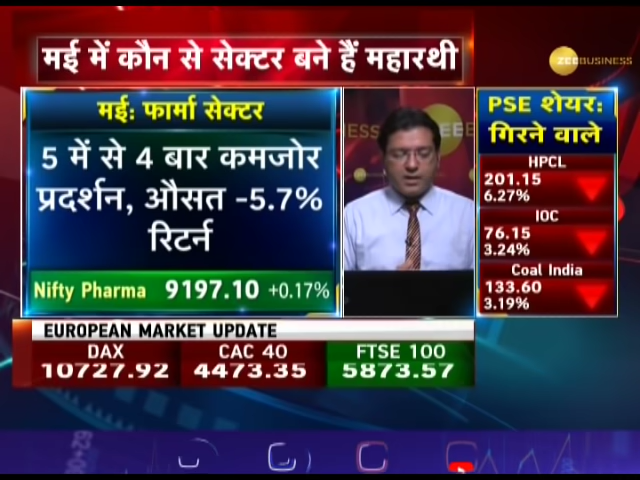 मई में कौन से सेक्टर बने हैं महारथी
ZEEBUSINESS
मई: फार्मा सेक्टर
5 में से 4 बार कमजोर
प्रदर्शन, औसत -5.7%
रिटर्न
Nifty Pharma 9197.10 +0.17%
PSE शेयर:
गिरने वाले
HPCL
201.15
6.27%
IOC
76.15
3.24%
Coal India
133.60
3.19%
EUROPEAN MARKET UPDATE
DAX CAC 40 FTSE 100
10727.92 4473.35 5873.57